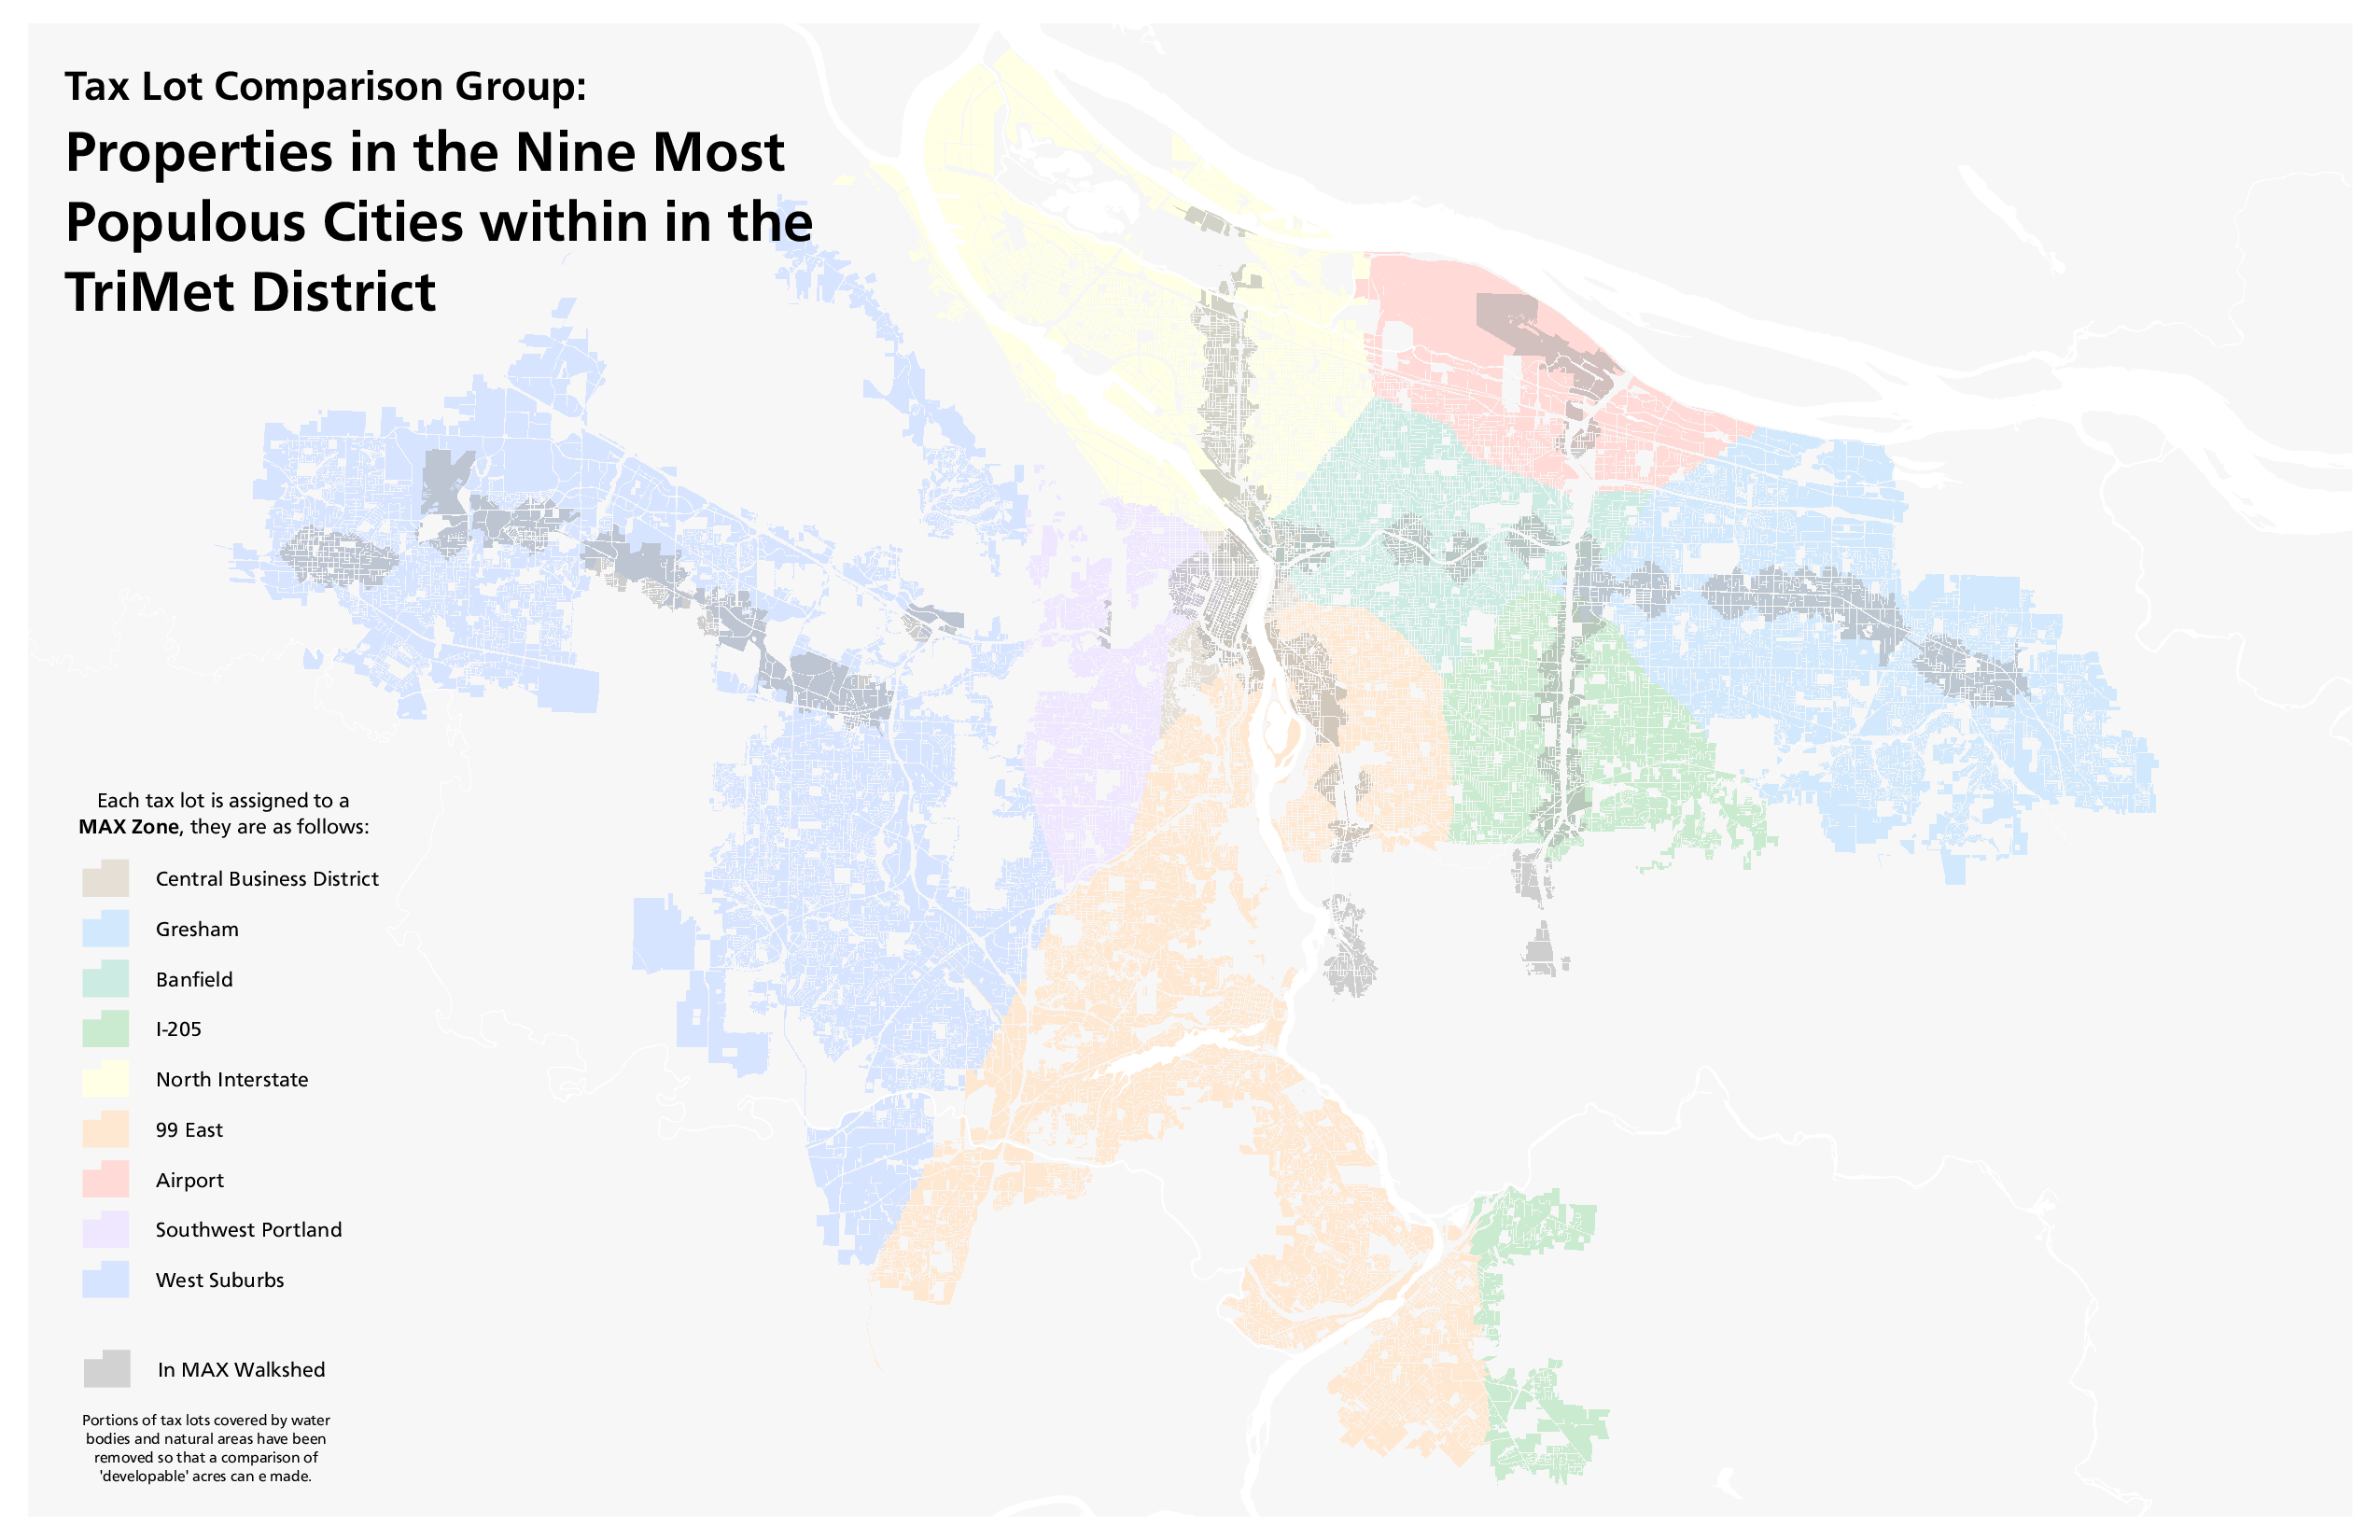 Tax Lot Comparison Group:
Properties in the Nine Most
Populous Cities within in the
TriMet District
Each tax lot is assigned to a
MAX Zone, they are as follows:
Central Business District
Gresham
Banfield
I-205
North Interstate
99 East
Airport
Southwest Portland
West Suburbs
In MAX Walkshed
Portions of tax lots covered by water
bodies and natural areas have been
removed so that a comparison of
'developable' acres can e made.